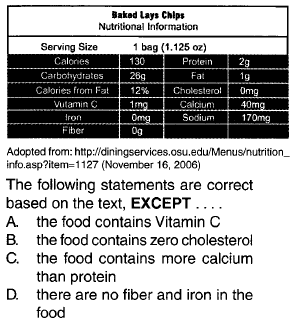 Baked Lays Chips
Nutritional Information
Serving Size 1 bag (1.125 oz)
Calories 130 Protein 2g
Carbohydrates 26g Fat 1g
Calories from Fat 12% Cholesterol 0mg
Vitamin C 1mg Calcium 40mg
Iron 0mg Sodium 170mg
Fiber 0g
Adopted from: http://diningservices.osu.edu/Menus/nutrition_
info.asp?item=1127 (November 16, 2006)
The following statements are correct
based on the text, EXCEPT . . . .
A. the food contains Vitamin C
B. the food contains zero cholesterol
C. the food contains more calcium
than protein
D. there are no fiber and iron in the
food